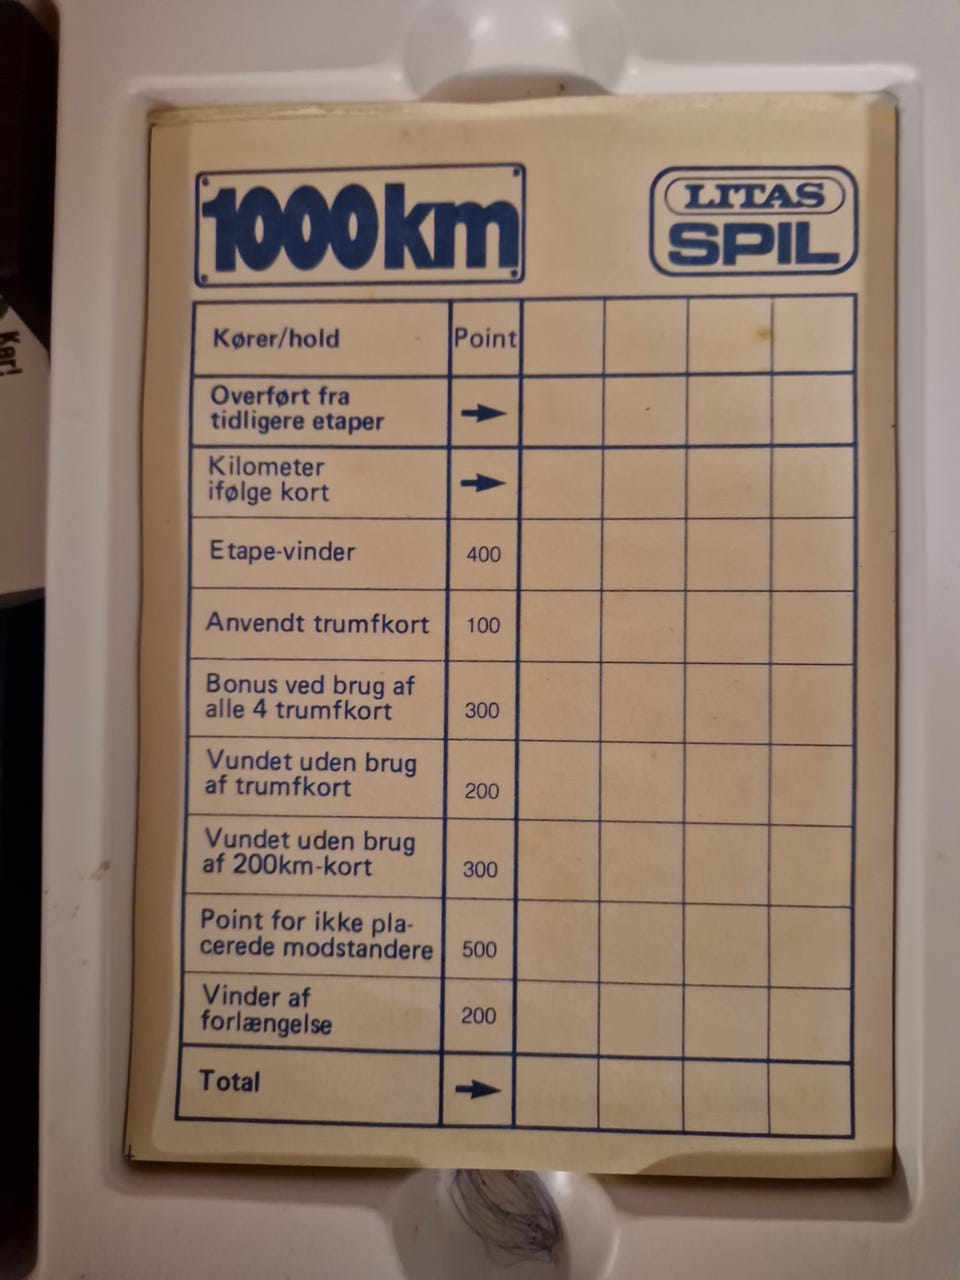 1000km
LITAS
SPIL
Kører/hold Point
Overført fra
tidligere etaper
Kilometer
ifølge kort
Etape-vinder 400
Anvendt trumfkort 100
Bonus ved brug af
alle 4 trumfkort 300
Vundet uden brug
af trumfkort 200
Vundet uden brug
af 200km-kort 300
Point for ikke pla-
cerede modstandere 500
Vinder af
forlængelse 200
Total